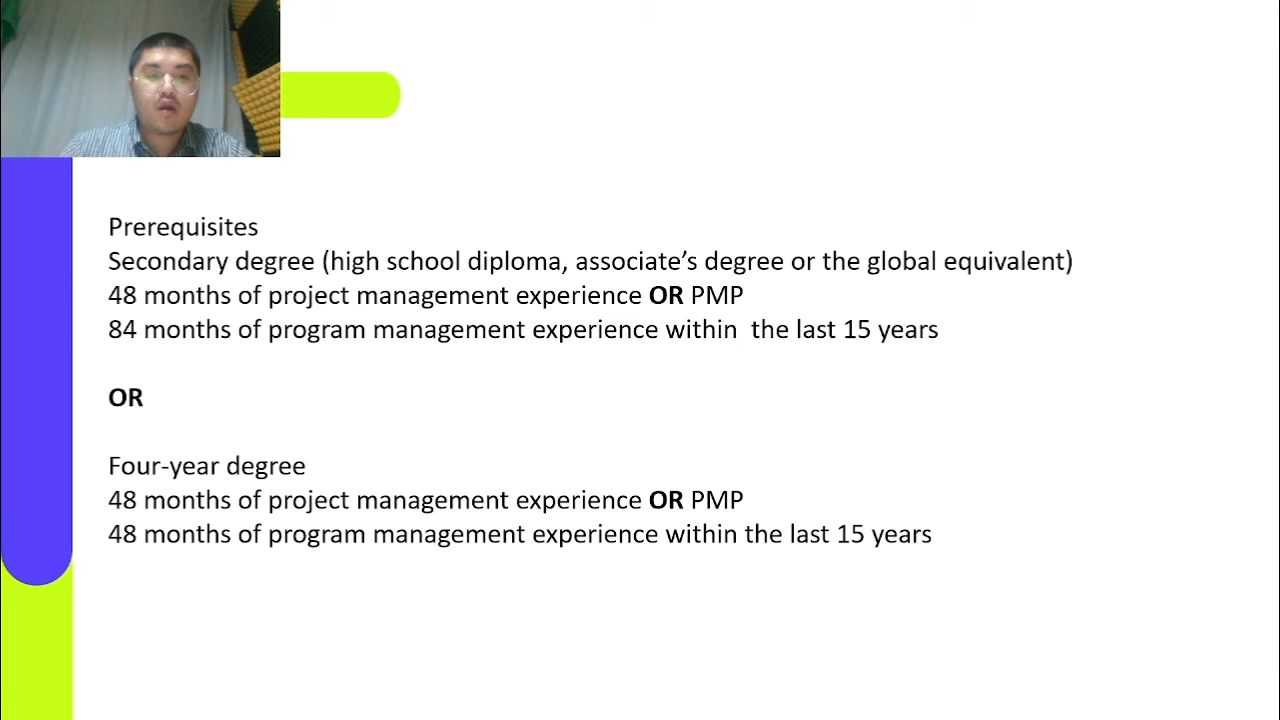 Prerequisites
Secondary degree (high school diploma, associate’s degree or the global equivalent)
48 months of project management experience OR PMP
84 months of program management experience within  the last 15 years
OR
Four-year degree
48 months of project management experience OR PMP
48 months of program management experience within the last 15 years